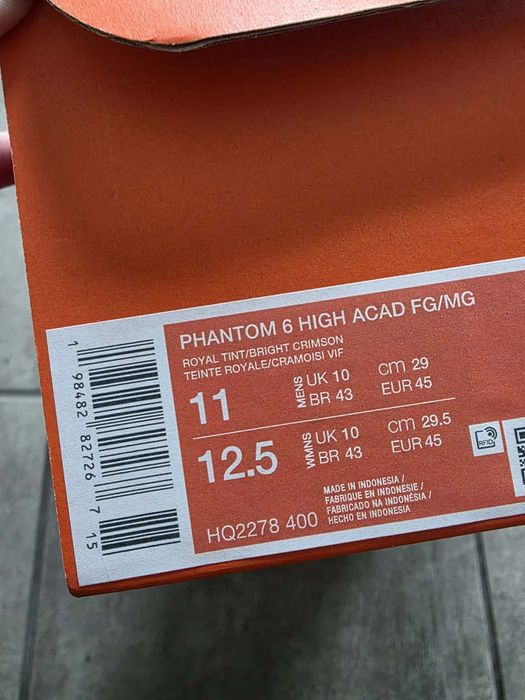 PHANTOM 6 HIGH ACAD FG/MG
ROYAL TINT/BRIGHT CRIMSON
TEINTE ROYALE/CRAMOISI VIF
11 MENS UK 10 CM 29
BR 43 EUR 45
12.5 WMNS UK 10 CM 29.5
BR 43 EUR 45
RFID
MADE IN INDONESIA /
FABRIQUE EN INDONÉSIE /
FABRICADO NA INDONÉSIA /
HECHO EN INDONESIA
HQ2278 400
1 98482 82726 7 15